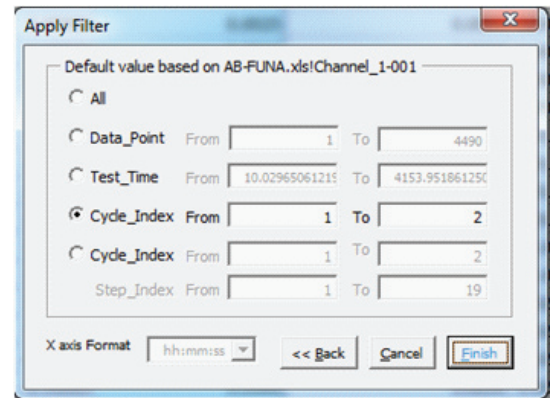 Apply Filter
Default value based on AB-FUNA.xls!Channel_1-001
All
Data_Point From 1 To 4490
Test_Time From 10.02965061219 To 4153.951861250
Cycle_Index From 1 To 2
Cycle_Index From 1 To 2
Step_Index From 1 To 19
X axis Format hh:mm:ss << Back Cancel Finish